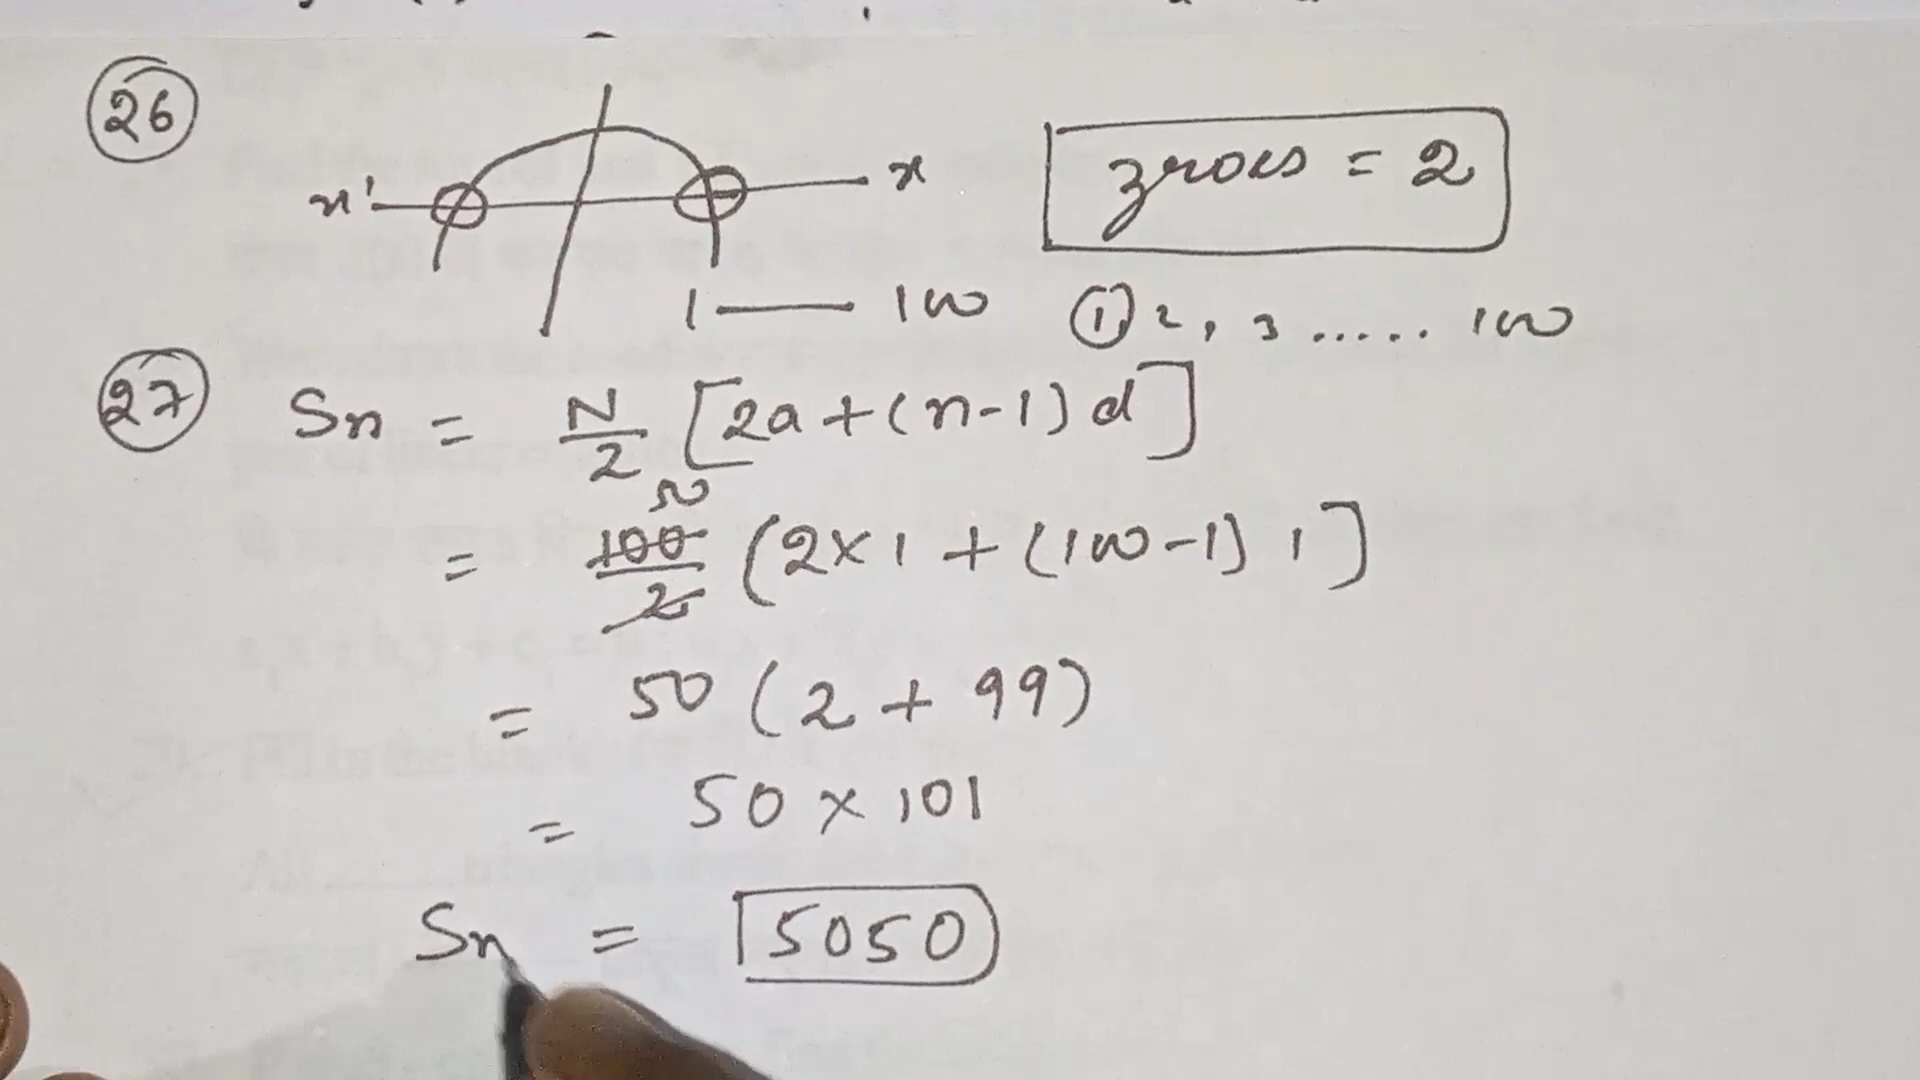 26
x' x
zroes = 2
1 — 100 1, 2, 3 ..... 100
27 Sn = N/2 [2a + (n-1) d]
50
= 100/2 (2×1 + (100-1) 1]
= 50 (2 + 99)
= 50 × 101
Sn = 5050